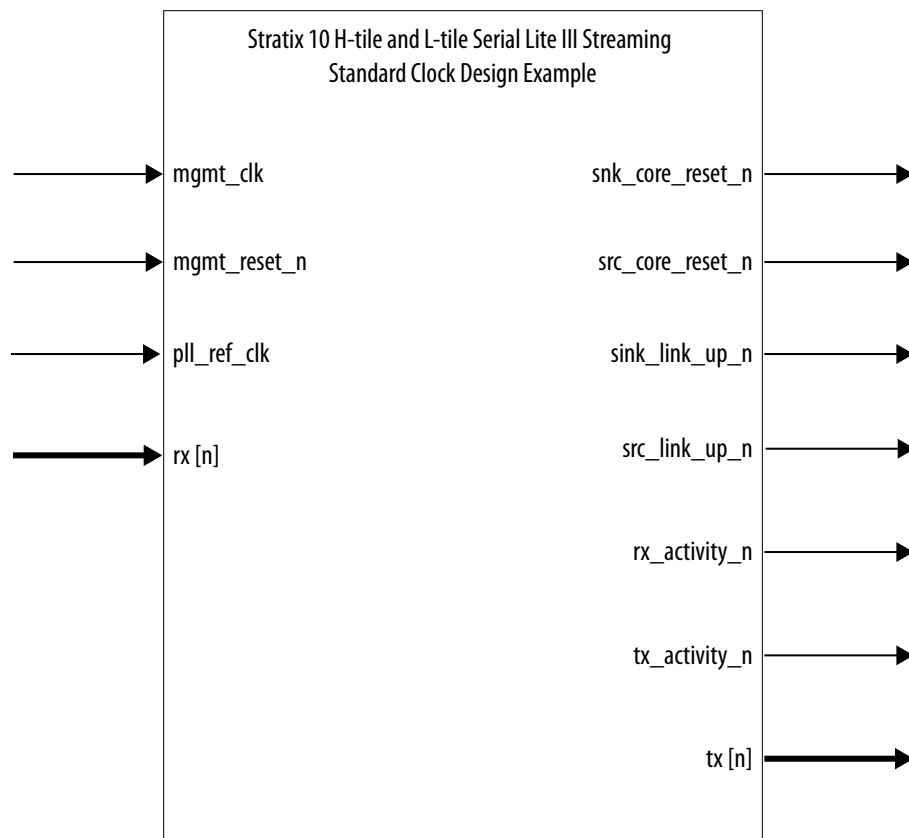 Stratix 10 H-tile and L-tile Serial Lite III Streaming
Standard Clock Design Example
mgmt_clk
snk_core_reset_n
mgmt_reset_n
src_core_reset_n
pll_ref_clk
sink_link_up_n
rx [n]
src_link_up_n
rx_activity_n
tx_activity_n
tx [n]